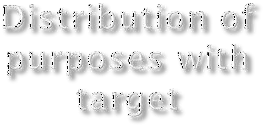 Distribution of
purposes with
target